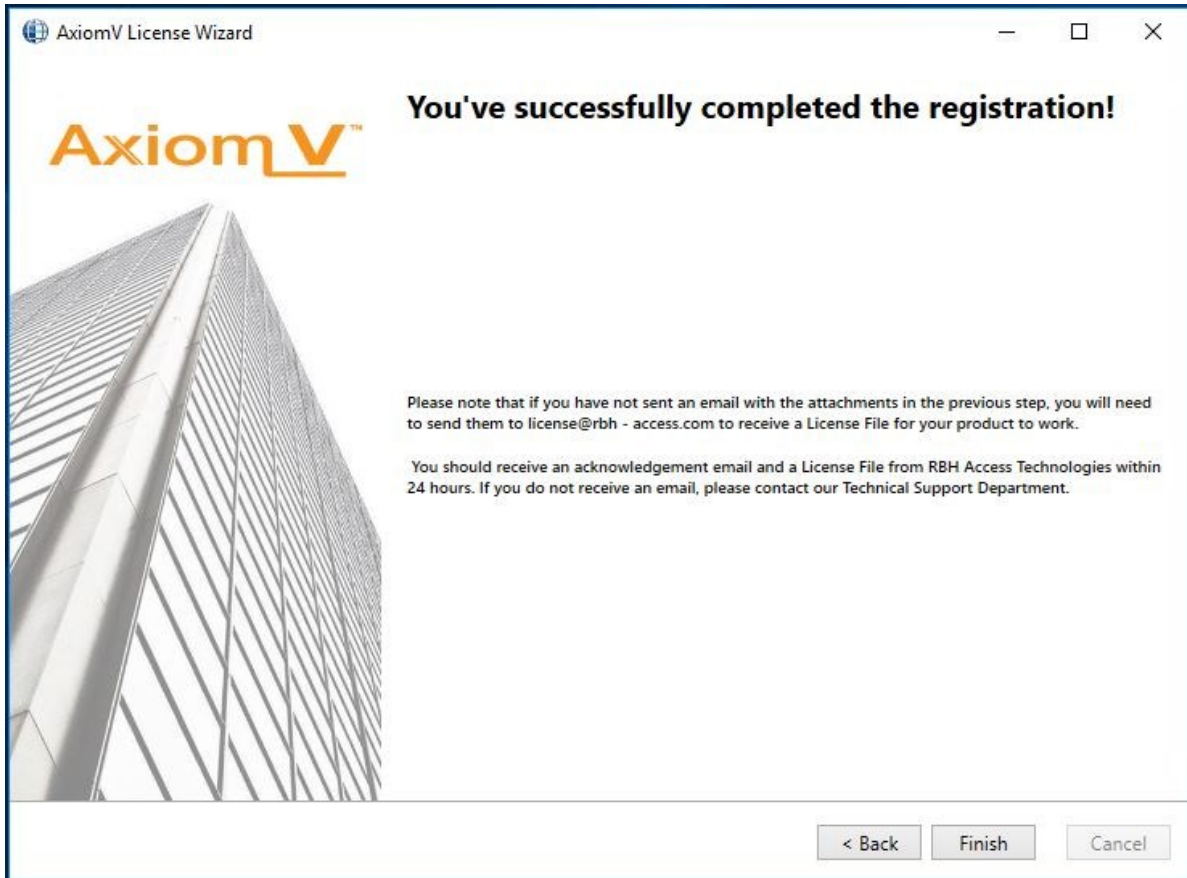 AxiomV License Wizard
AxiomV™
You've successfully completed the registration!
Please note that if you have not sent an email with the attachments in the previous step, you will need
to send them to license@rbh - access.com to receive a License File for your product to work.
You should receive an acknowledgement email and a License File from RBH Access Technologies within
24 hours. If you do not receive an email, please contact our Technical Support Department.
< Back Finish Cancel